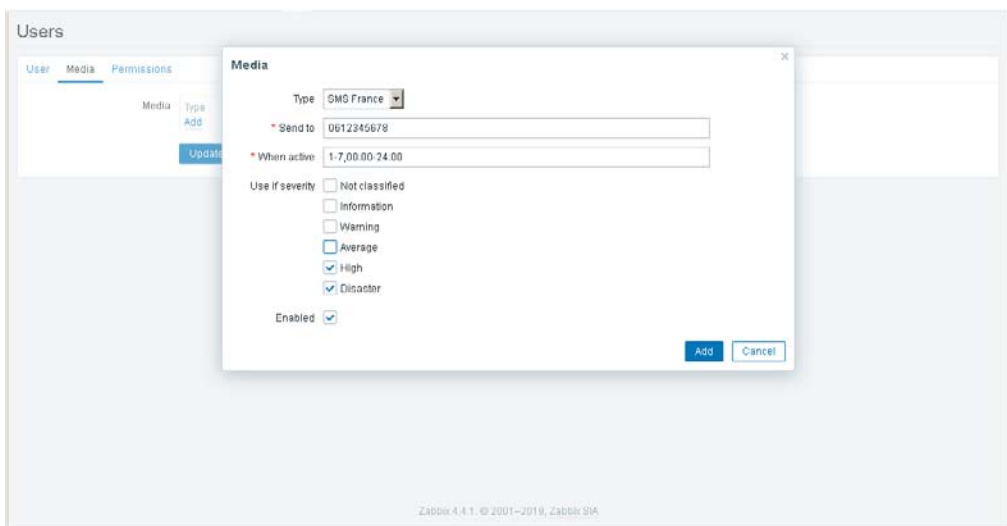 Users
User Media Permissions
Media Type
Add
Update
Media
Type SMS France
* Send to 0612345678
* When active 1-7,00:00-24:00
Use if severity Not classified
Information
Warning
Average
High
Disaster
Enabled
Add Cancel
Zabbix 4.4.1. © 2001–2019, Zabbix SIA